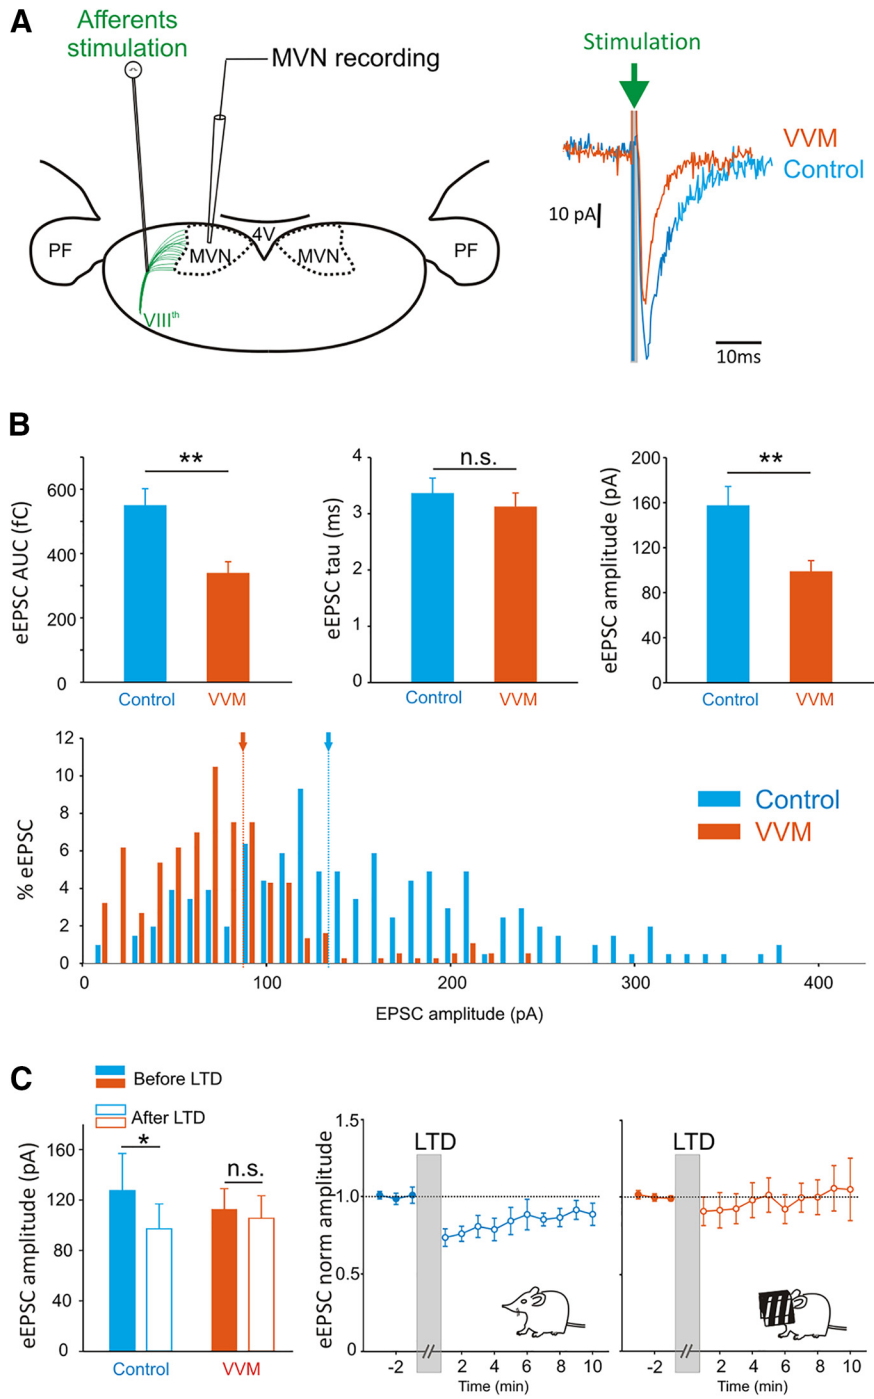 A
Afferents
stimulation
MVN recording
PF
4V
MVN
MVN
PF
VIIIth
Stimulation
VVM
Control
10 pA
10ms
B
eEPSC AUC (fC)
600
400
200
0
**
Control
VVM
eEPSC tau (ms)
4
3
2
1
0
n.s.
Control
VVM
eEPSC amplitude (pA)
200
160
120
80
40
0
**
Control
VVM
% eEPSC
12
10
8
6
4
2
0
0
100
200
300
400
EPSC amplitude (pA)
Control
VVM
C
Before LTD
After LTD
eEPSC amplitude (pA)
160
120
80
40
0
*
n.s.
Control
VVM
eEPSC norm amplitude
1.5
1.0
0.5
0
LTD
-2
//
2
4
6
8
10
Time (min)
LTD
1.0
-2
//
2
4
6
8
10
Time (min)